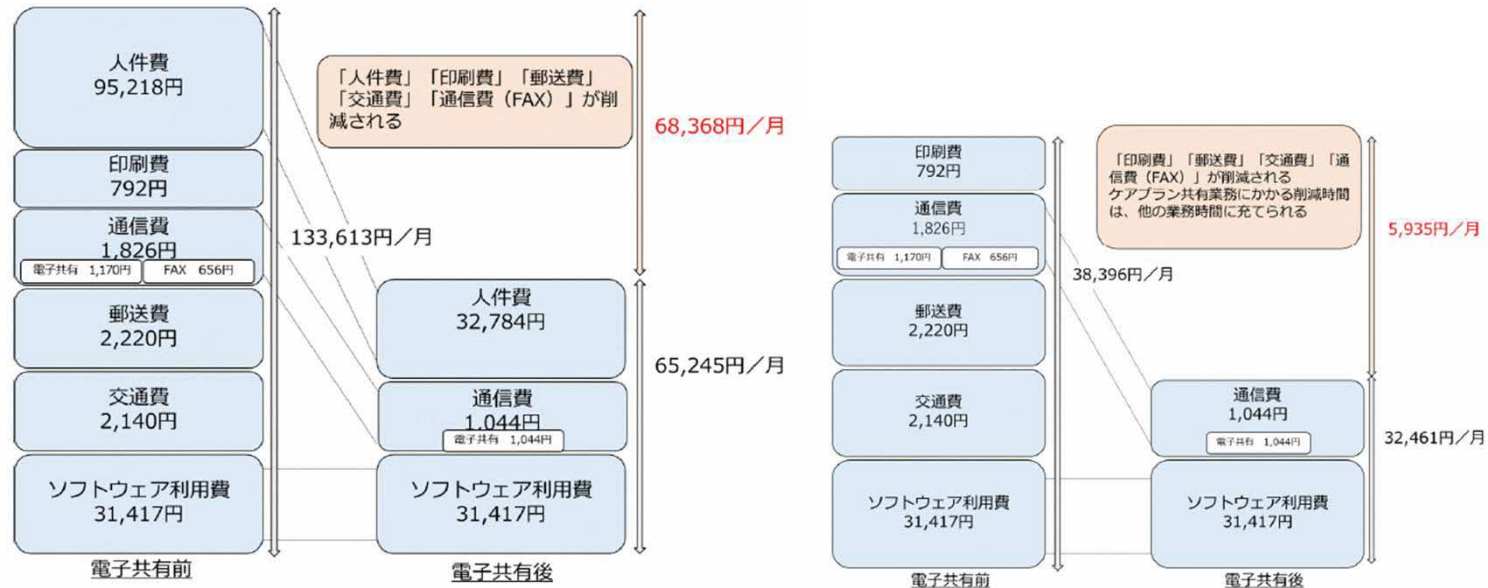 人件費
95,218円
印刷費
792円
通信費
1,826円
電子共有 1,170円
FAX 656円
郵送費
2,220円
交通費
2,140円
ソフトウェア利用費
31,417円
電子共有前
133,613円／月
「人件費」「印刷費」「郵送費」
「交通費」「通信費（FAX）」が削
減される
68,368円／月
人件費
32,784円
通信費
1,044円
電子共有 1,044円
ソフトウェア利用費
31,417円
電子共有後
65,245円／月
印刷費
792円
通信費
1,826円
電子共有 1,170円
FAX 656円
郵送費
2,220円
交通費
2,140円
ソフトウェア利用費
31,417円
電子共有前
38,396円／月
「印刷費」「郵送費」「交通費」「通
信費（FAX）」が削減される
ケアプラン共有業務にかかる削減時間
は、他の業務時間に充てられる
5,935円／月
通信費
1,044円
電子共有 1,044円
ソフトウェア利用費
31,417円
電子共有後
32,461円／月